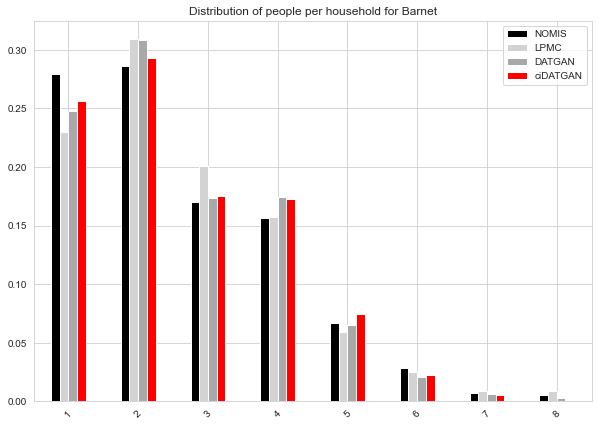 Distribution of people per household for Barnet
NOMIS
LPMC
DATGAN
ciDATGAN
0.30
0.25
0.20
0.15
0.10
0.05
0.00
1 2 3 4 5 6 7 8